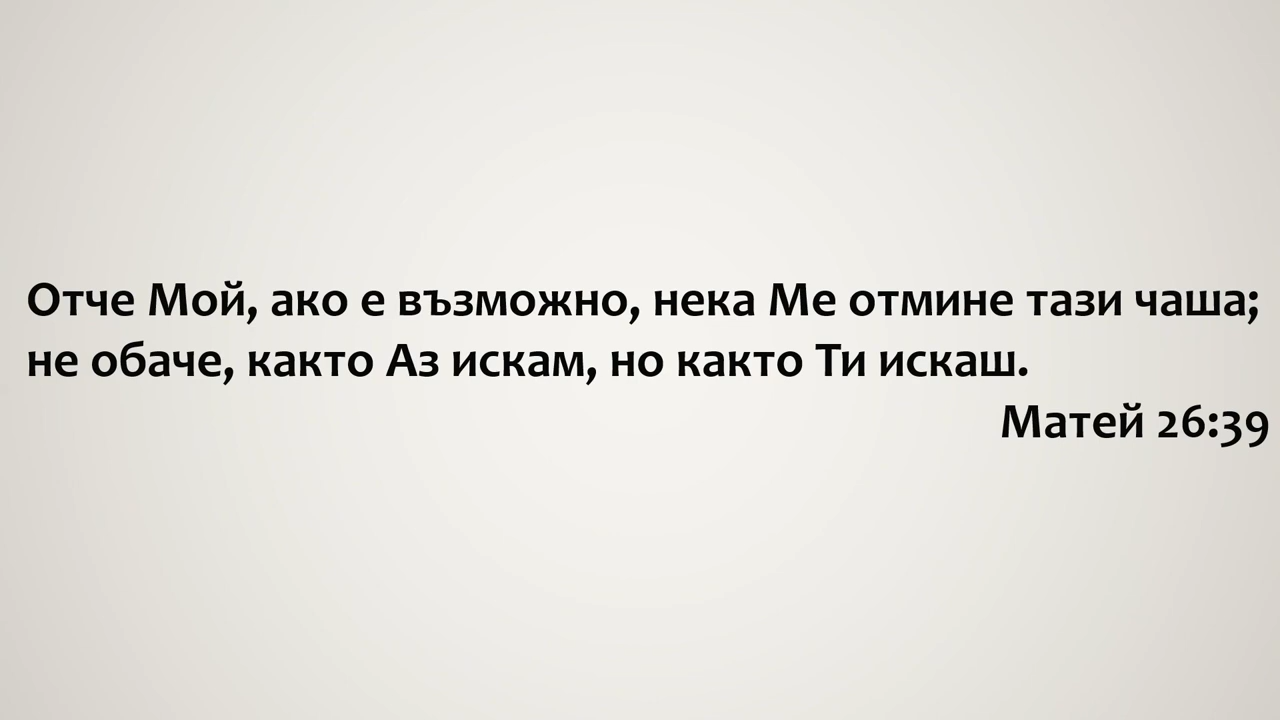 Отче Мой, ако е възможно, нека Ме отмине тази чаша;
не обаче, както Аз искам, но както Ти искаш.
Матей 26:39